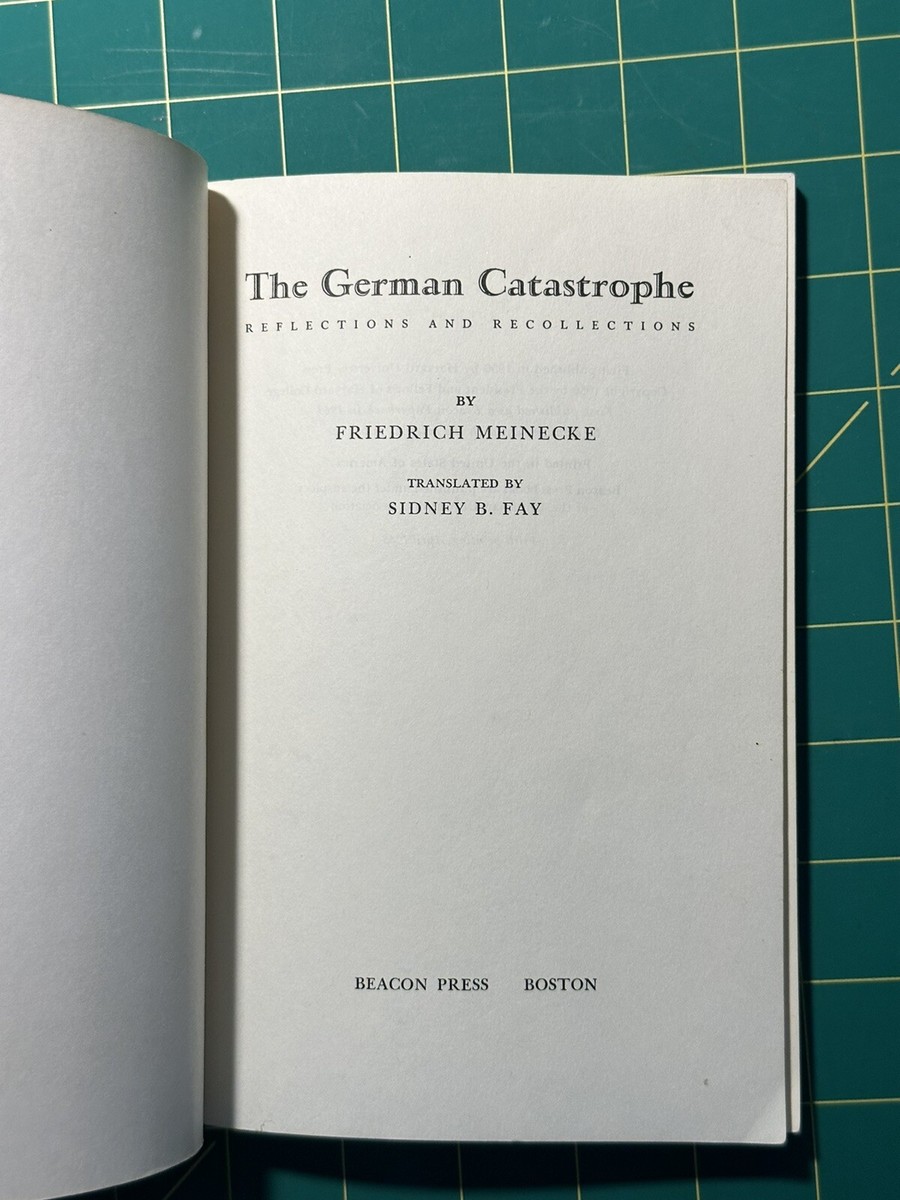 The German Catastrophe
REFLECTIONS AND RECOLLECTIONS
BY
FRIEDRICH MEINECKE
TRANSLATED BY
SIDNEY B. FAY
BEACON PRESS BOSTON